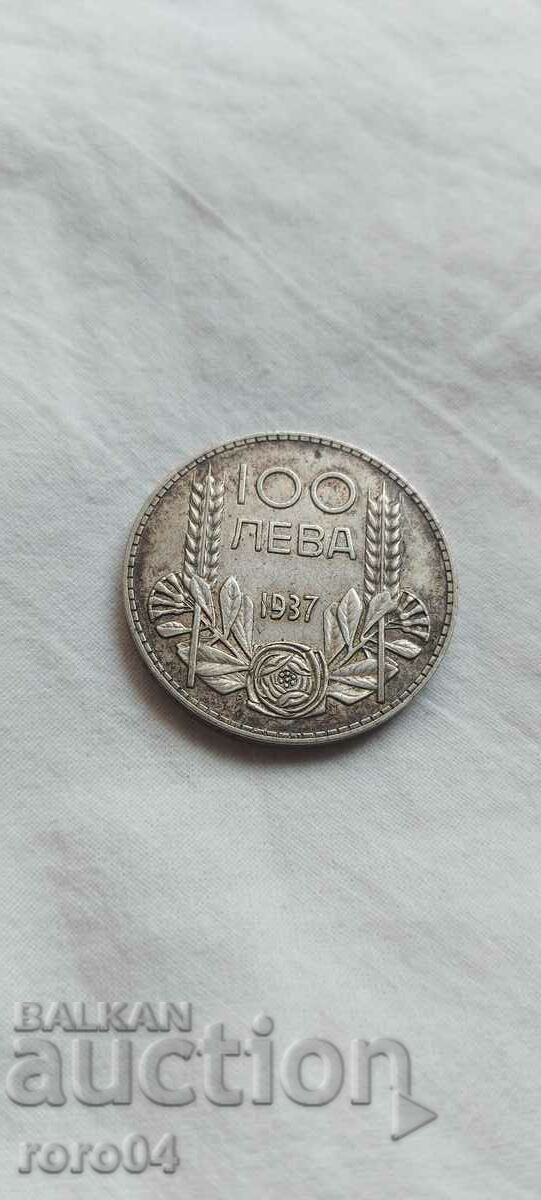 100
ЛЕВА
1937
BALKAN
auction
roro04